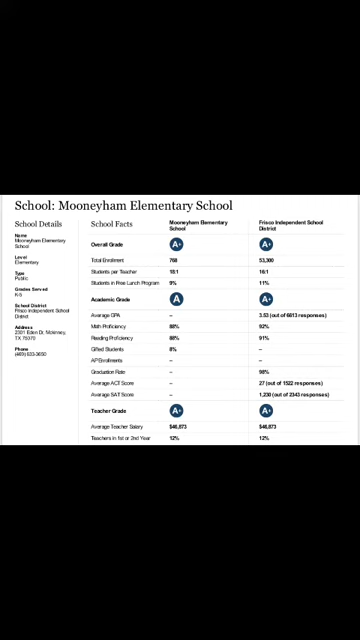 School: Mooneyham Elementary School
School Details
Name
Mooneyham Elementary
School
Level
Elementary
Type
Public
Grades Served
K-5
School District
Frisco Independent School
District
Address
2301 Eden Dr, Mckinney,
TX 75070
Phone
(469) 633-3650
School Facts Mooneyham Elementary School Frisco Independent School District
Overall Grade A+ A+
Total Enrollment 768 53,300
Students per Teacher 18:1 16:1
Students in Free Lunch Program 9% 11%
Academic Grade A A+
Average GPA – 3.53 (out of 6613 responses)
Math Proficiency 88% 92%
Reading Proficiency 88% 91%
Gifted Students 8% –
AP Enrollments – –
Graduation Rate – 98%
Average ACT Score – 27 (out of 1522 responses)
Average SAT Score – 1,230 (out of 2343 responses)
Teacher Grade A+ A+
Average Teacher Salary $46,873 $46,873
Teachers in 1st or 2nd Year 12% 12%